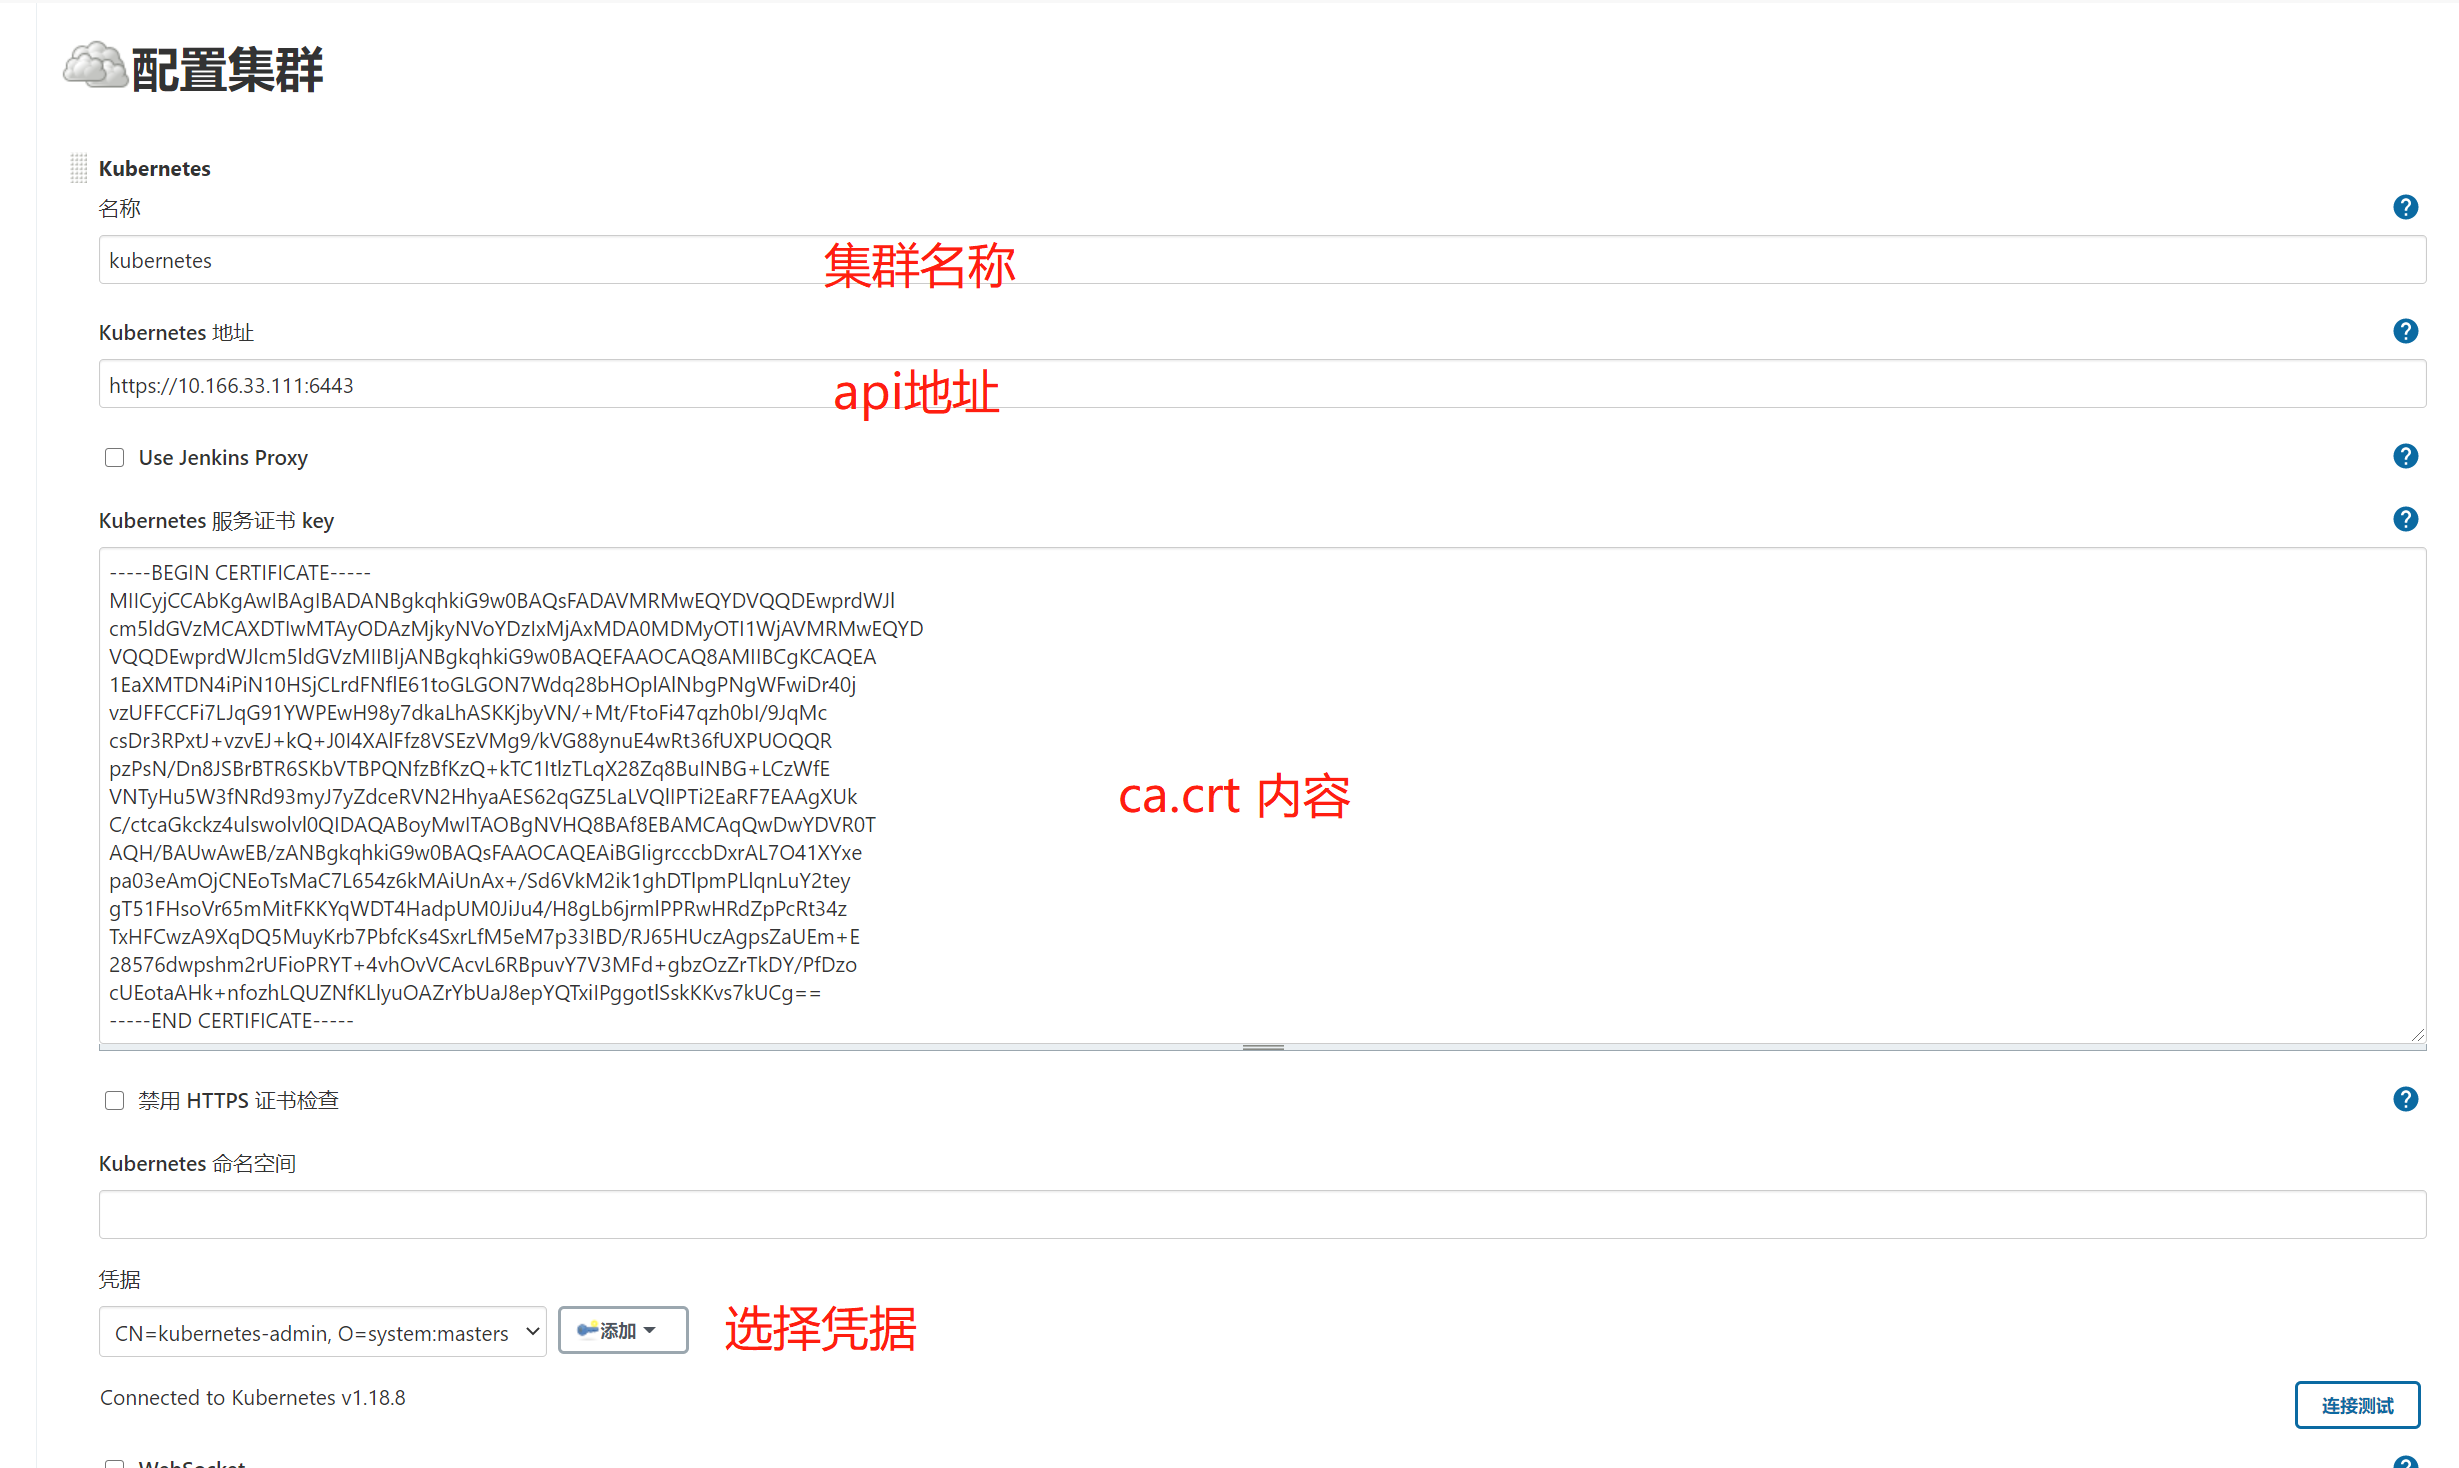 配置集群
Kubernetes
名称
kubernetes
集群名称
Kubernetes 地址
https://10.166.33.111:6443
api地址
Use Jenkins Proxy
Kubernetes 服务证书 key
-----BEGIN CERTIFICATE-----
MIICyjCCAbKgAwIBAgIBADANBgkqhkiG9w0BAQsFADAVMRMwEQYDVQQDEwprdWJl
cm5ldGVzMCAXDTIwMTAyODAzMjkyNVoYDzIxMjAxMDA0MDMyOTI1WjAVMRMwEQYD
VQQDEwprdWJlcm5ldGVzMIIBIjANBgkqhkiG9w0BAQEFAAOCAQ8AMIIBCgKCAQEA
1EaXMTDN4iPiN10HSjCLrdFNflE61toGLGON7Wdq28bHOplAlNbgPNgWFwiDr40j
vzUFFCCFi7LJqG91YWPEwH98y7dkaLhASKKjbyVN/+Mt/FtoFi47qzh0bI/9JqMc
csDr3RPxtJ+vzvEJ+kQ+J0I4XAlFfz8VSEzVMg9/kVG88ynuE4wRt36fUXPUOQQR
pzPsN/Dn8JSBrBTR6SKbVTBPQNfzBfKzQ+kTC1ItlzTLqX28Zq8BuINBG+LCzWfE
VNTyHu5W3fNRd93myJ7yZdceRVN2HhyaAES62qGZ5LaLVQlIPTi2EaRF7EAAgXUk
C/ctcaGkckz4ulswolvl0QIDAQABoyMwITAOBgNVHQ8BAf8EBAMCAqQwDwYDVR0T
AQH/BAUwAwEB/zANBgkqhkiG9w0BAQsFAAOCAQEAiBGIigrcccbDxrAL7O41XYxe
pa03eAmOjCNEoTsMaC7L654z6kMAiUnAx+/Sd6VkM2ik1ghDTlpmPLlqnLuY2tey
gT51FHsoVr65mMitFKKYqWDT4HadpUM0JiJu4/H8gLb6jrmlPPRwHRdZpPcRt34z
TxHFCwzA9XqDQ5MuyKrb7PbfcKs4SxrLfM5eM7p33IBD/RJ65HUczAgpsZaUEm+E
28576dwpshm2rUFioPRYT+4vhOvVCAcvL6RBpuvY7V3MFd+gbzOzZrTkDY/PfDzo
cUEotaAHk+nfozhLQUZNfKLlyuOAZrYbUaJ8epYQTxiIPggotlSskKKvs7kUCg==
-----END CERTIFICATE-----
ca.crt 内容
禁用 HTTPS 证书检查
Kubernetes 命名空间
凭据
CN=kubernetes-admin, O=system:masters
添加
选择凭据
Connected to Kubernetes v1.18.8
连接测试
WebSocket